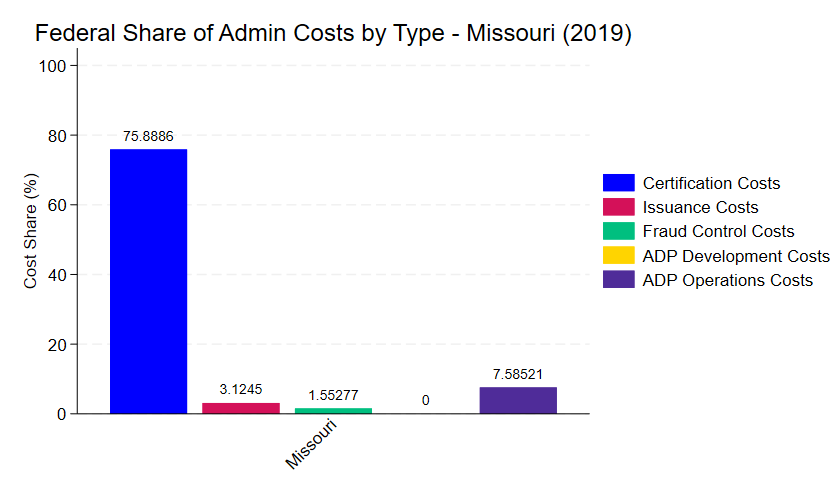 Federal Share of Admin Costs by Type - Missouri (2019)
100
80
60
40
20
0
Cost Share (%)
75.8886
3.1245
1.55277
0
7.58521
Missouri
Certification Costs
Issuance Costs
Fraud Control Costs
ADP Development Costs
ADP Operations Costs